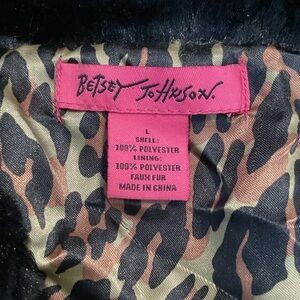 BETSEY JOHNSON.
L
SHELL:
100% POLYESTER
LINING:
100% POLYESTER
FAUX FUR
MADE IN CHINA